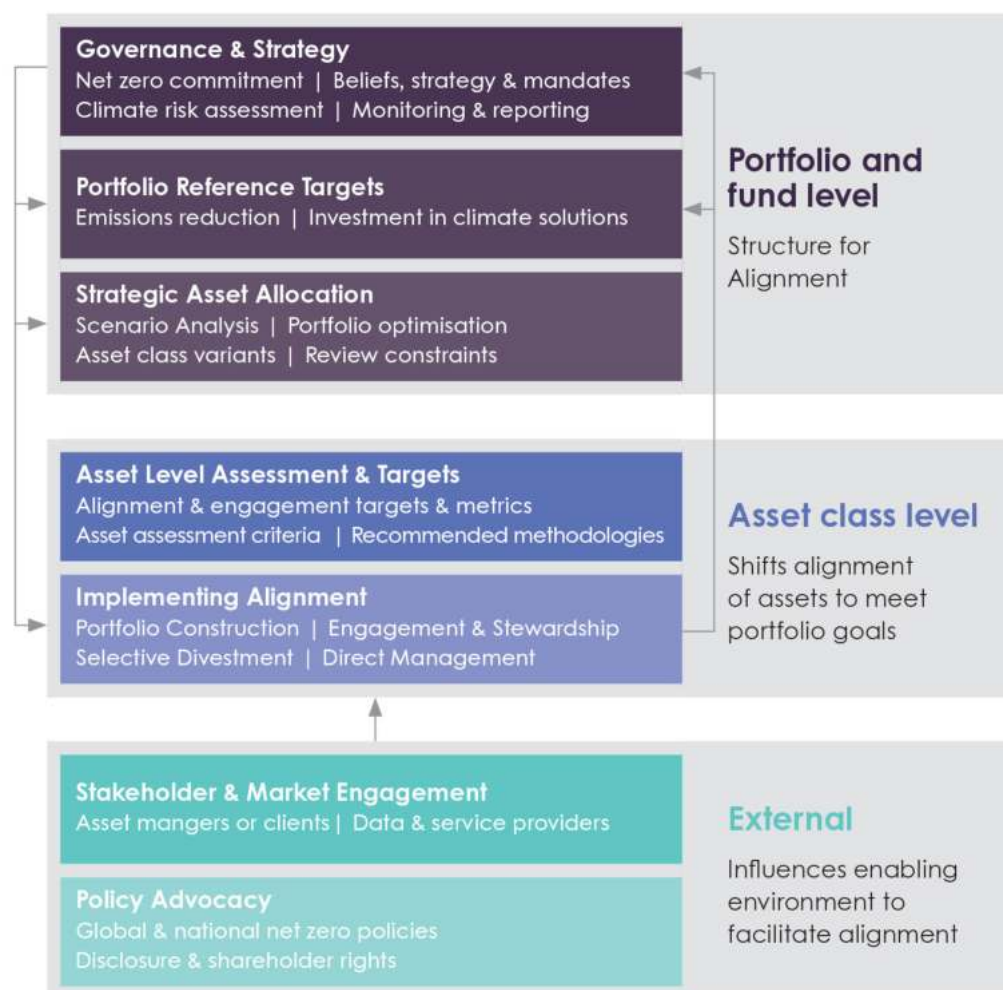 Governance & Strategy
Net zero commitment | Beliefs, strategy & mandates
Climate risk assessment | Monitoring & reporting
Portfolio Reference Targets
Emissions reduction | Investment in climate solutions
Strategic Asset Allocation
Scenario Analysis | Portfolio optimisation
Asset class variants | Review constraints
Portfolio and
fund level
Structure for
Alignment
Asset Level Assessment & Targets
Alignment & engagement targets & metrics
Asset assessment criteria | Recommended methodologies
Implementing Alignment
Portfolio Construction | Engagement & Stewardship
Selective Divestment | Direct Management
Asset class level
Shifts alignment
of assets to meet
portfolio goals
Stakeholder & Market Engagement
Asset mangers or clients | Data & service providers
Policy Advocacy
Global & national net zero policies
Disclosure & shareholder rights
External
Influences enabling
environment to
facilitate alignment